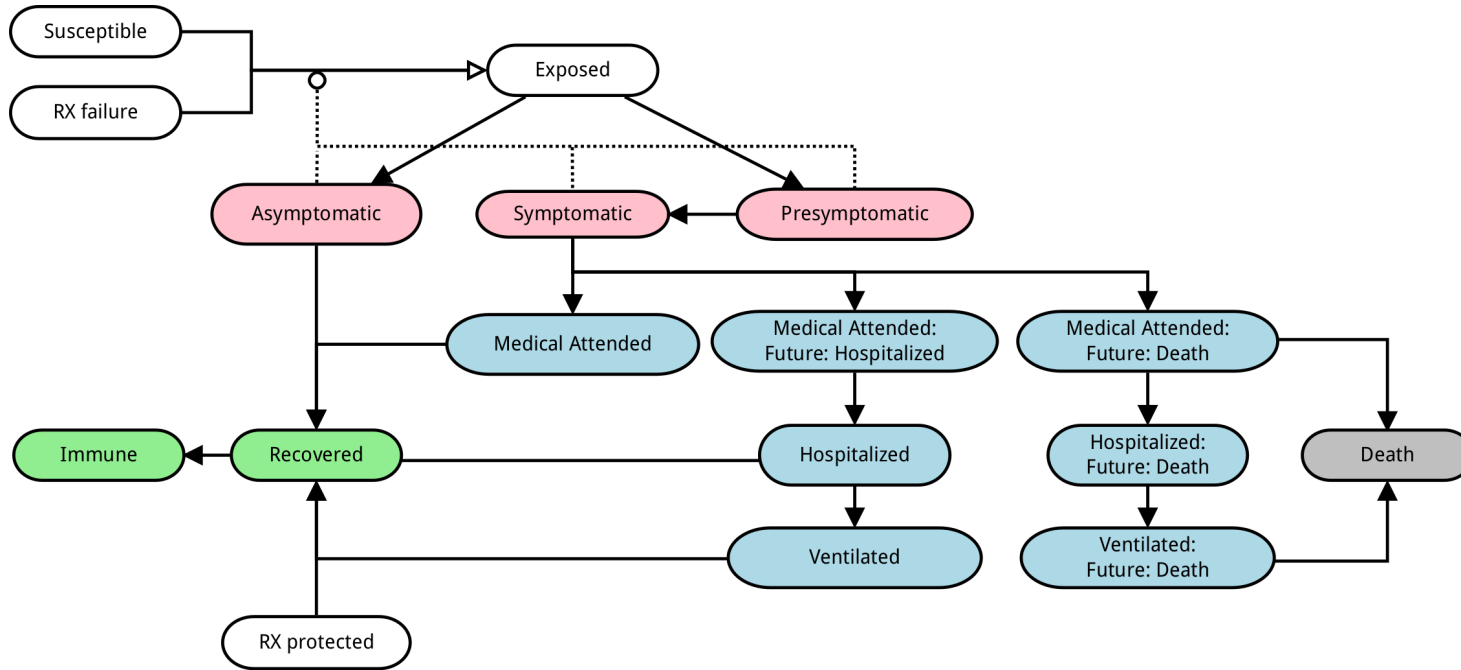 Susceptible
Exposed
RX failure
Asymptomatic
Symptomatic
Presymptomatic
Medical Attended
Medical Attended:
Future: Hospitalized
Medical Attended:
Future: Death
Immune
Recovered
Hospitalized
Hospitalized:
Future: Death
Death
Ventilated
Ventilated:
Future: Death
RX protected